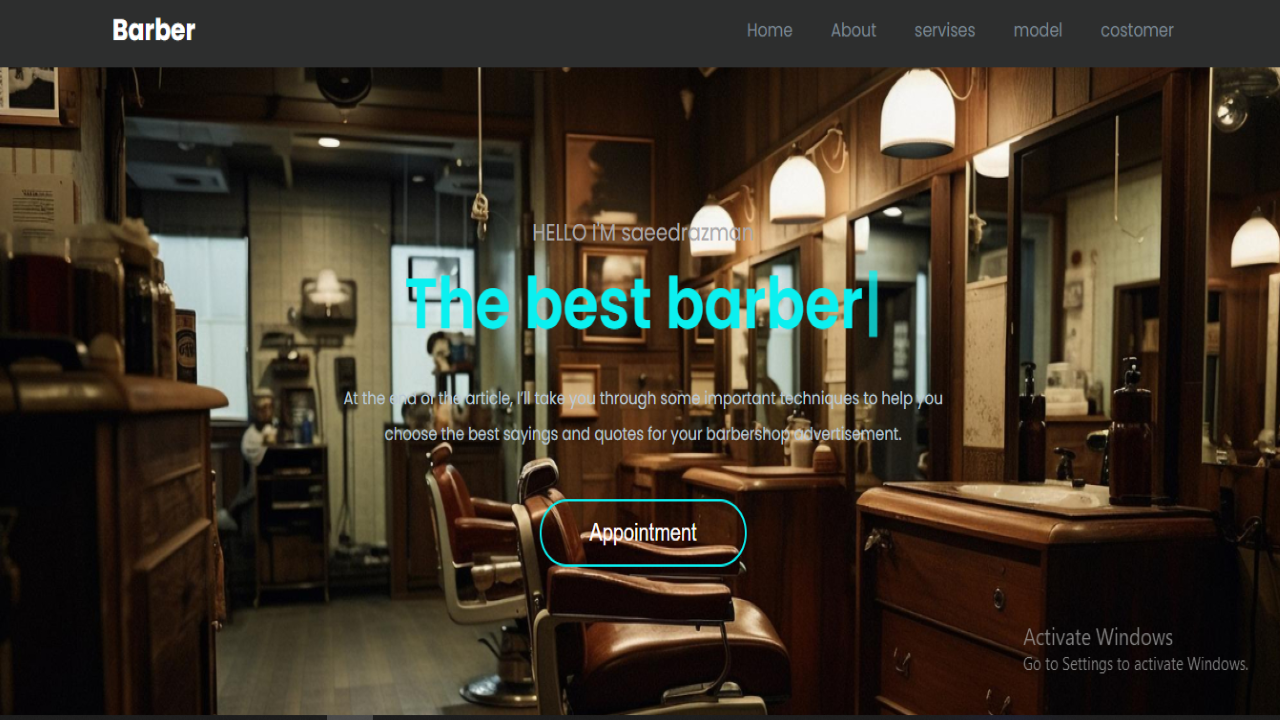 Barber
Home About servises model costomer
HELLO I'M saeedrazman
The best barber|
At the end of the article, I'll take you through some important techniques to help you
choose the best sayings and quotes for your barbershop advertisement.
Appointment
Activate Windows
Go to Settings to activate Windows.